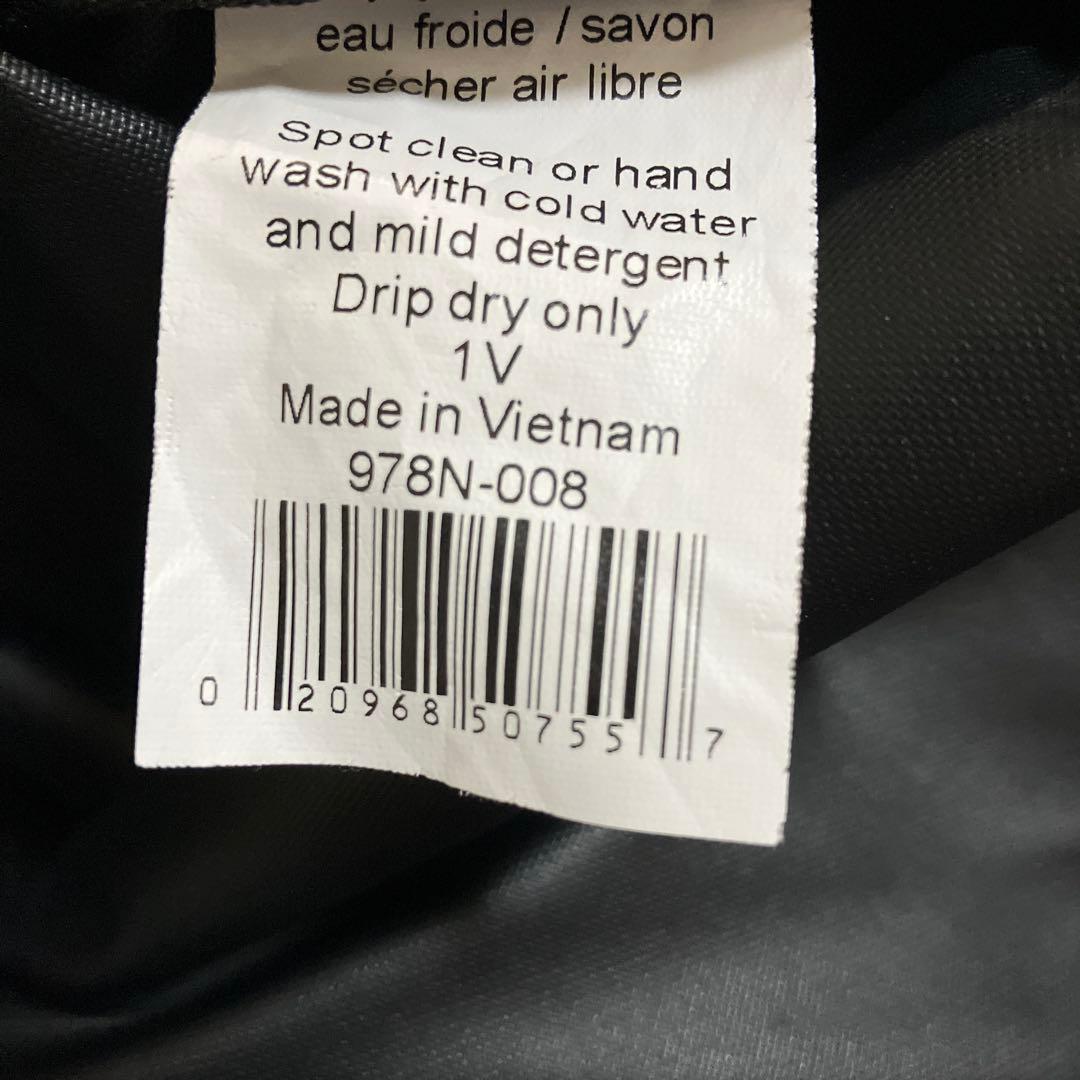 eau froide / savon
sécher air libre
Spot clean or hand
wash with cold water
and mild detergent
Drip dry only
1 V
Made in Vietnam
978N-008
0 20968 50755 7